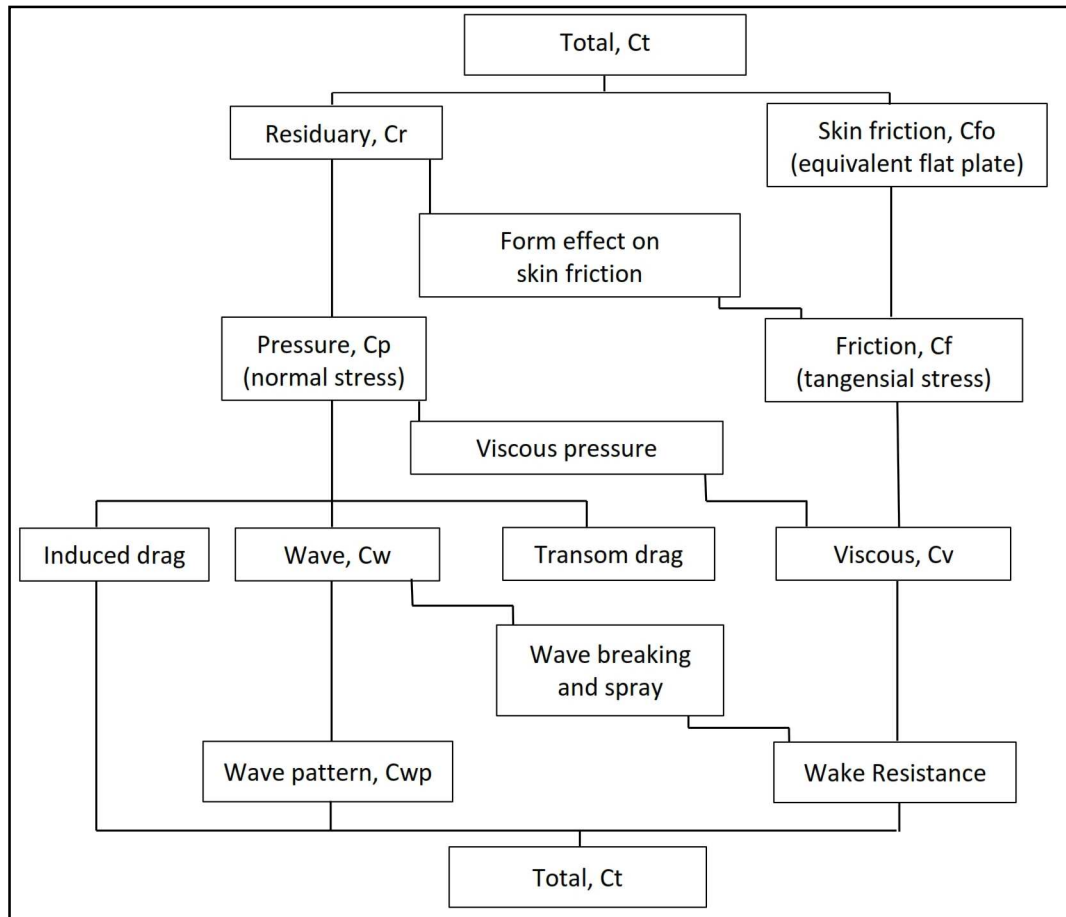 Total, Ct
Residuary, Cr
Skin friction, Cfo
(equivalent flat plate)
Form effect on
skin friction
Pressure, Cp
(normal stress)
Friction, Cf
(tangensial stress)
Viscous pressure
Induced drag
Wave, Cw
Transom drag
Viscous, Cv
Wave breaking
and spray
Wave pattern, Cwp
Wake Resistance
Total, Ct